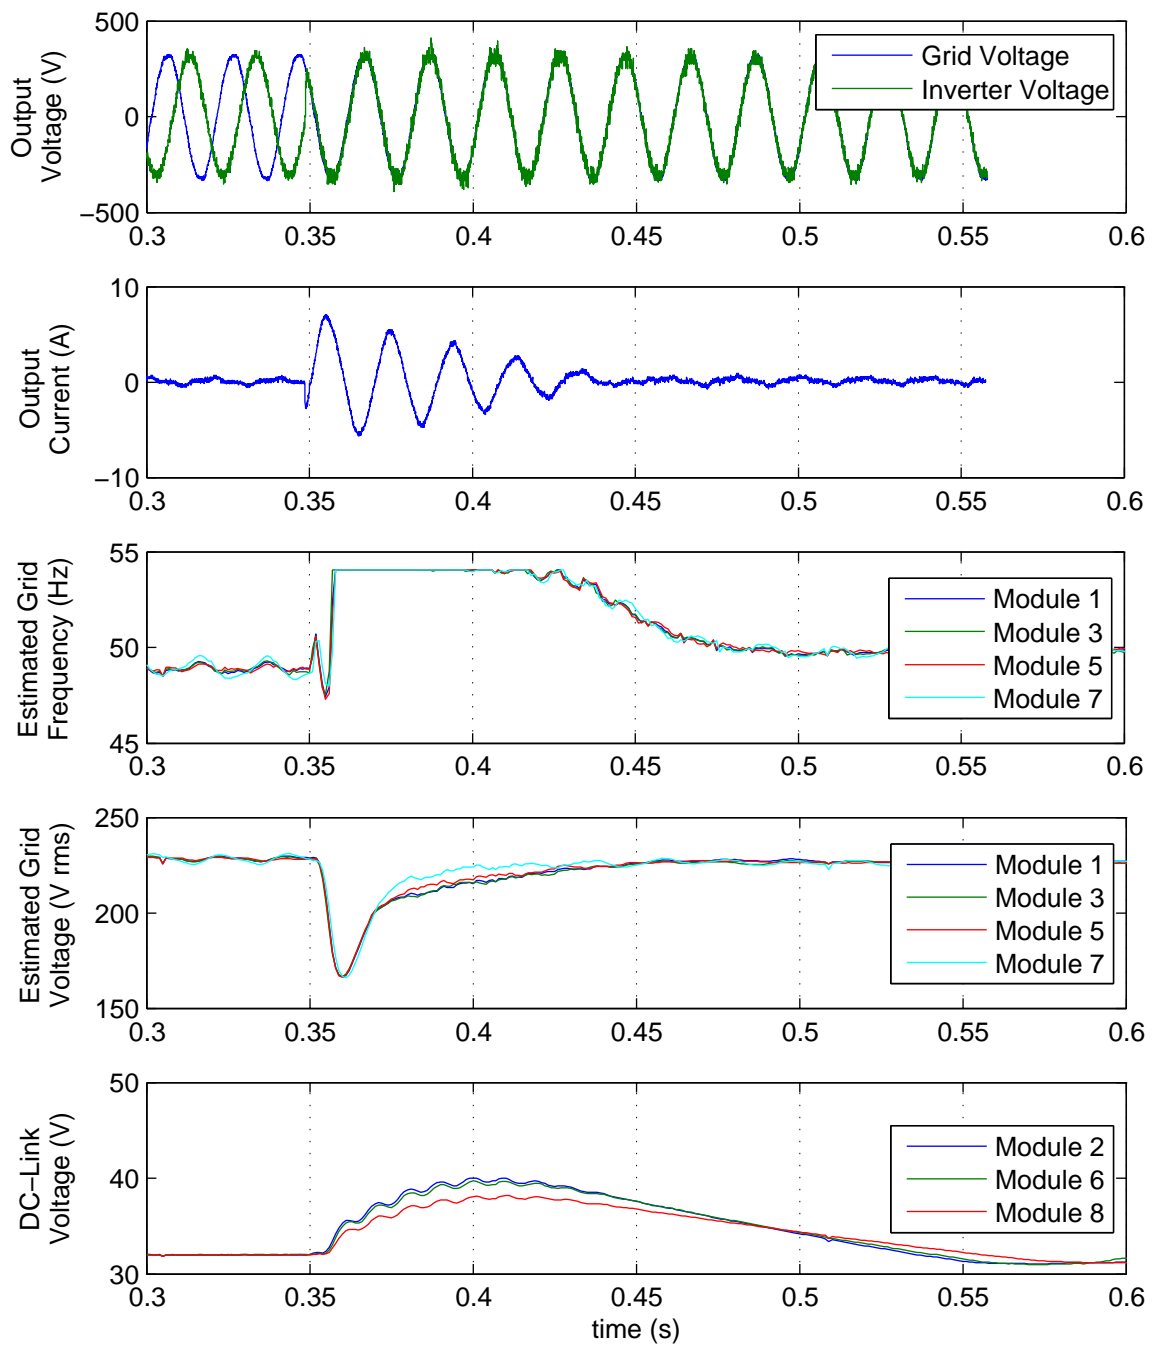 500
0
−500
Output
Voltage (V)
Grid Voltage
Inverter Voltage
0.3 0.35 0.4 0.45 0.5 0.55 0.6
10
0
−10
Output
Current (A)
0.3 0.35 0.4 0.45 0.5 0.55 0.6
55
50
45
Estimated Grid
Frequency (Hz)
Module 1
Module 3
Module 5
Module 7
0.3 0.35 0.4 0.45 0.5 0.55 0.6
250
200
150
Estimated Grid
Voltage (V rms)
Module 1
Module 3
Module 5
Module 7
0.3 0.35 0.4 0.45 0.5 0.55 0.6
50
40
30
DC−Link
Voltage (V)
Module 2
Module 6
Module 8
0.3 0.35 0.4 0.45 0.5 0.55 0.6
time (s)